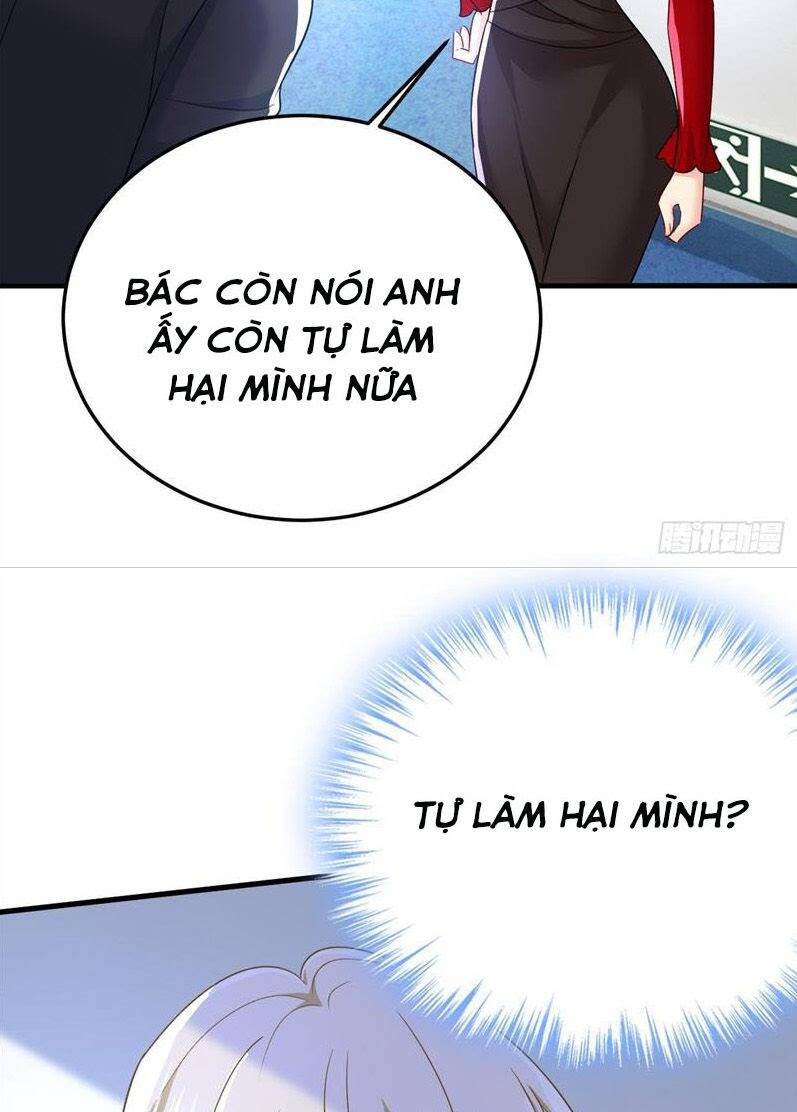 BÁC CÒN NÓI ANH
ẤY CÒN TỰ LÀM
HẠI MÌNH NỮA
腾讯动漫
TỰ LÀM HẠI MÌNH?